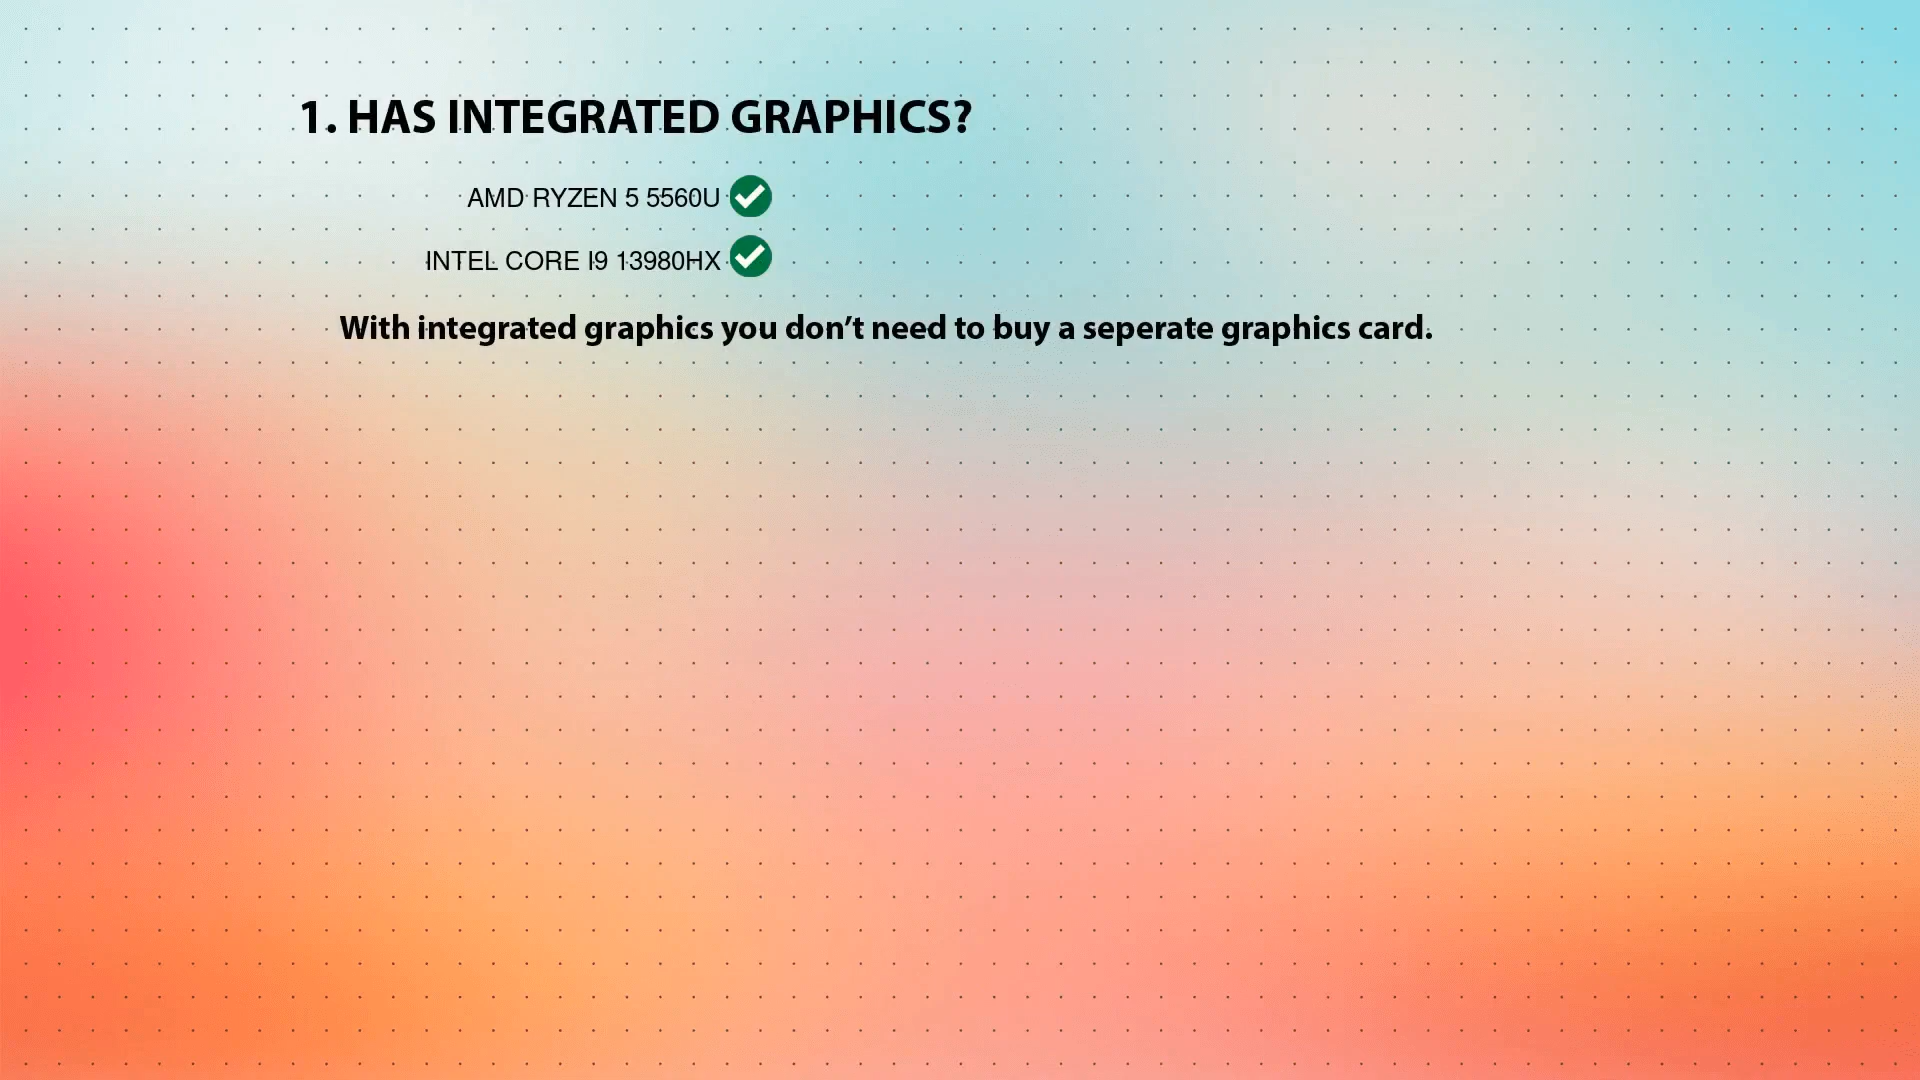 1. HAS INTEGRATED GRAPHICS?
AMD RYZEN 5 5560U
INTEL CORE I9 13980HX
With integrated graphics you don’t need to buy a seperate graphics card.